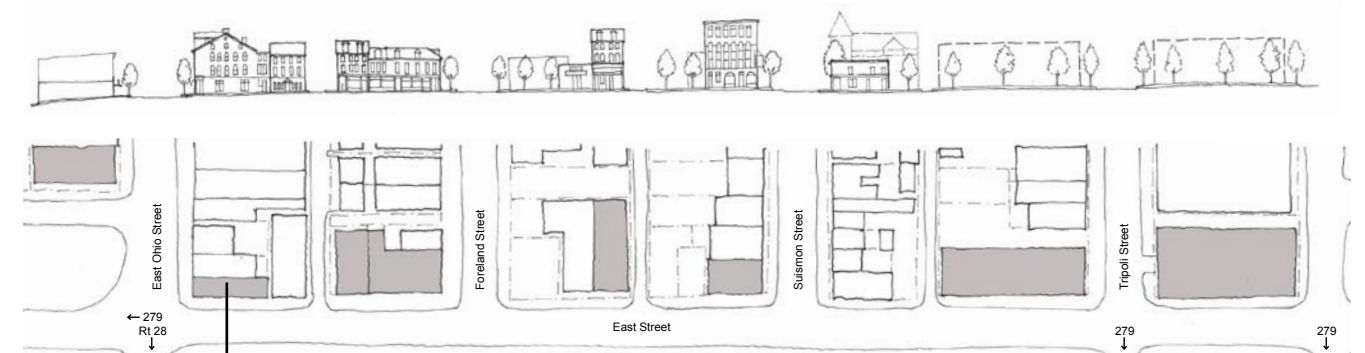 East Ohio Street
Foreland Street
Suismon Street
Tripoli Street
← 279
Rt 28
↓
East Street
279
↓
279
↓